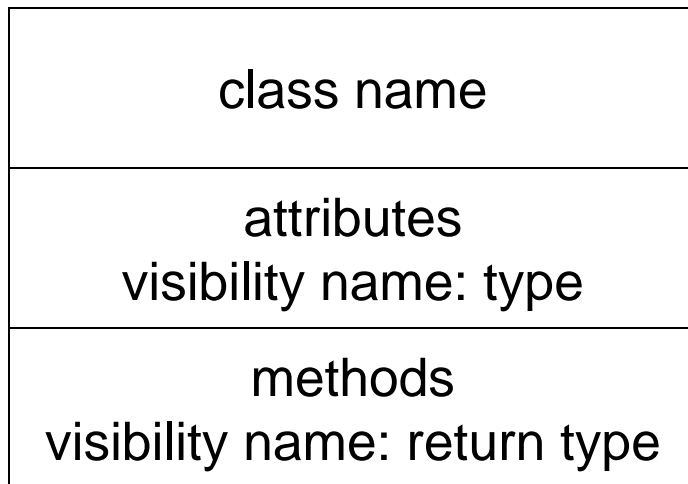 class name
attributes
visibility name: type
methods
visibility name: return type